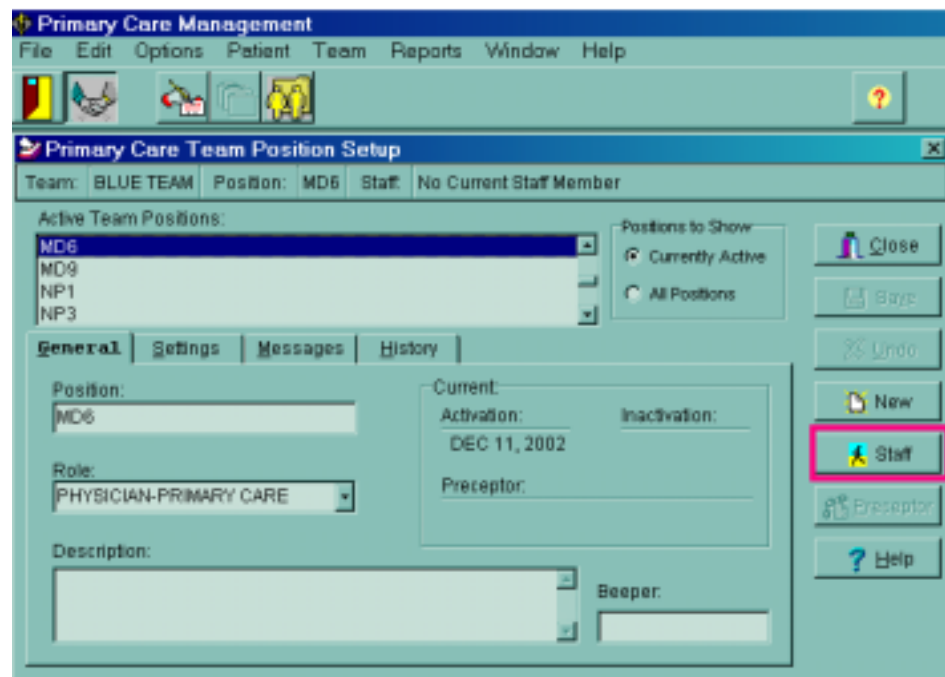 Primary Care Management
File Edit Options Patient Team Reports Window Help
Primary Care Team Position Setup
Team: BLUE TEAM Position: MD6 Staff: No Current Staff Member
Active Team Positions:
MD6
MD9
NP1
NP3
Positions to Show
Currently Active
All Positions
Close
Save
Undo
New
Staff
Preceptor
Help
General Settings Messages History
Position:
MD6
Role:
PHYSICIAN-PRIMARY CARE
Current:
Activation: Inactivation:
DEC 11, 2002
Preceptor:
Description:
Beeper: